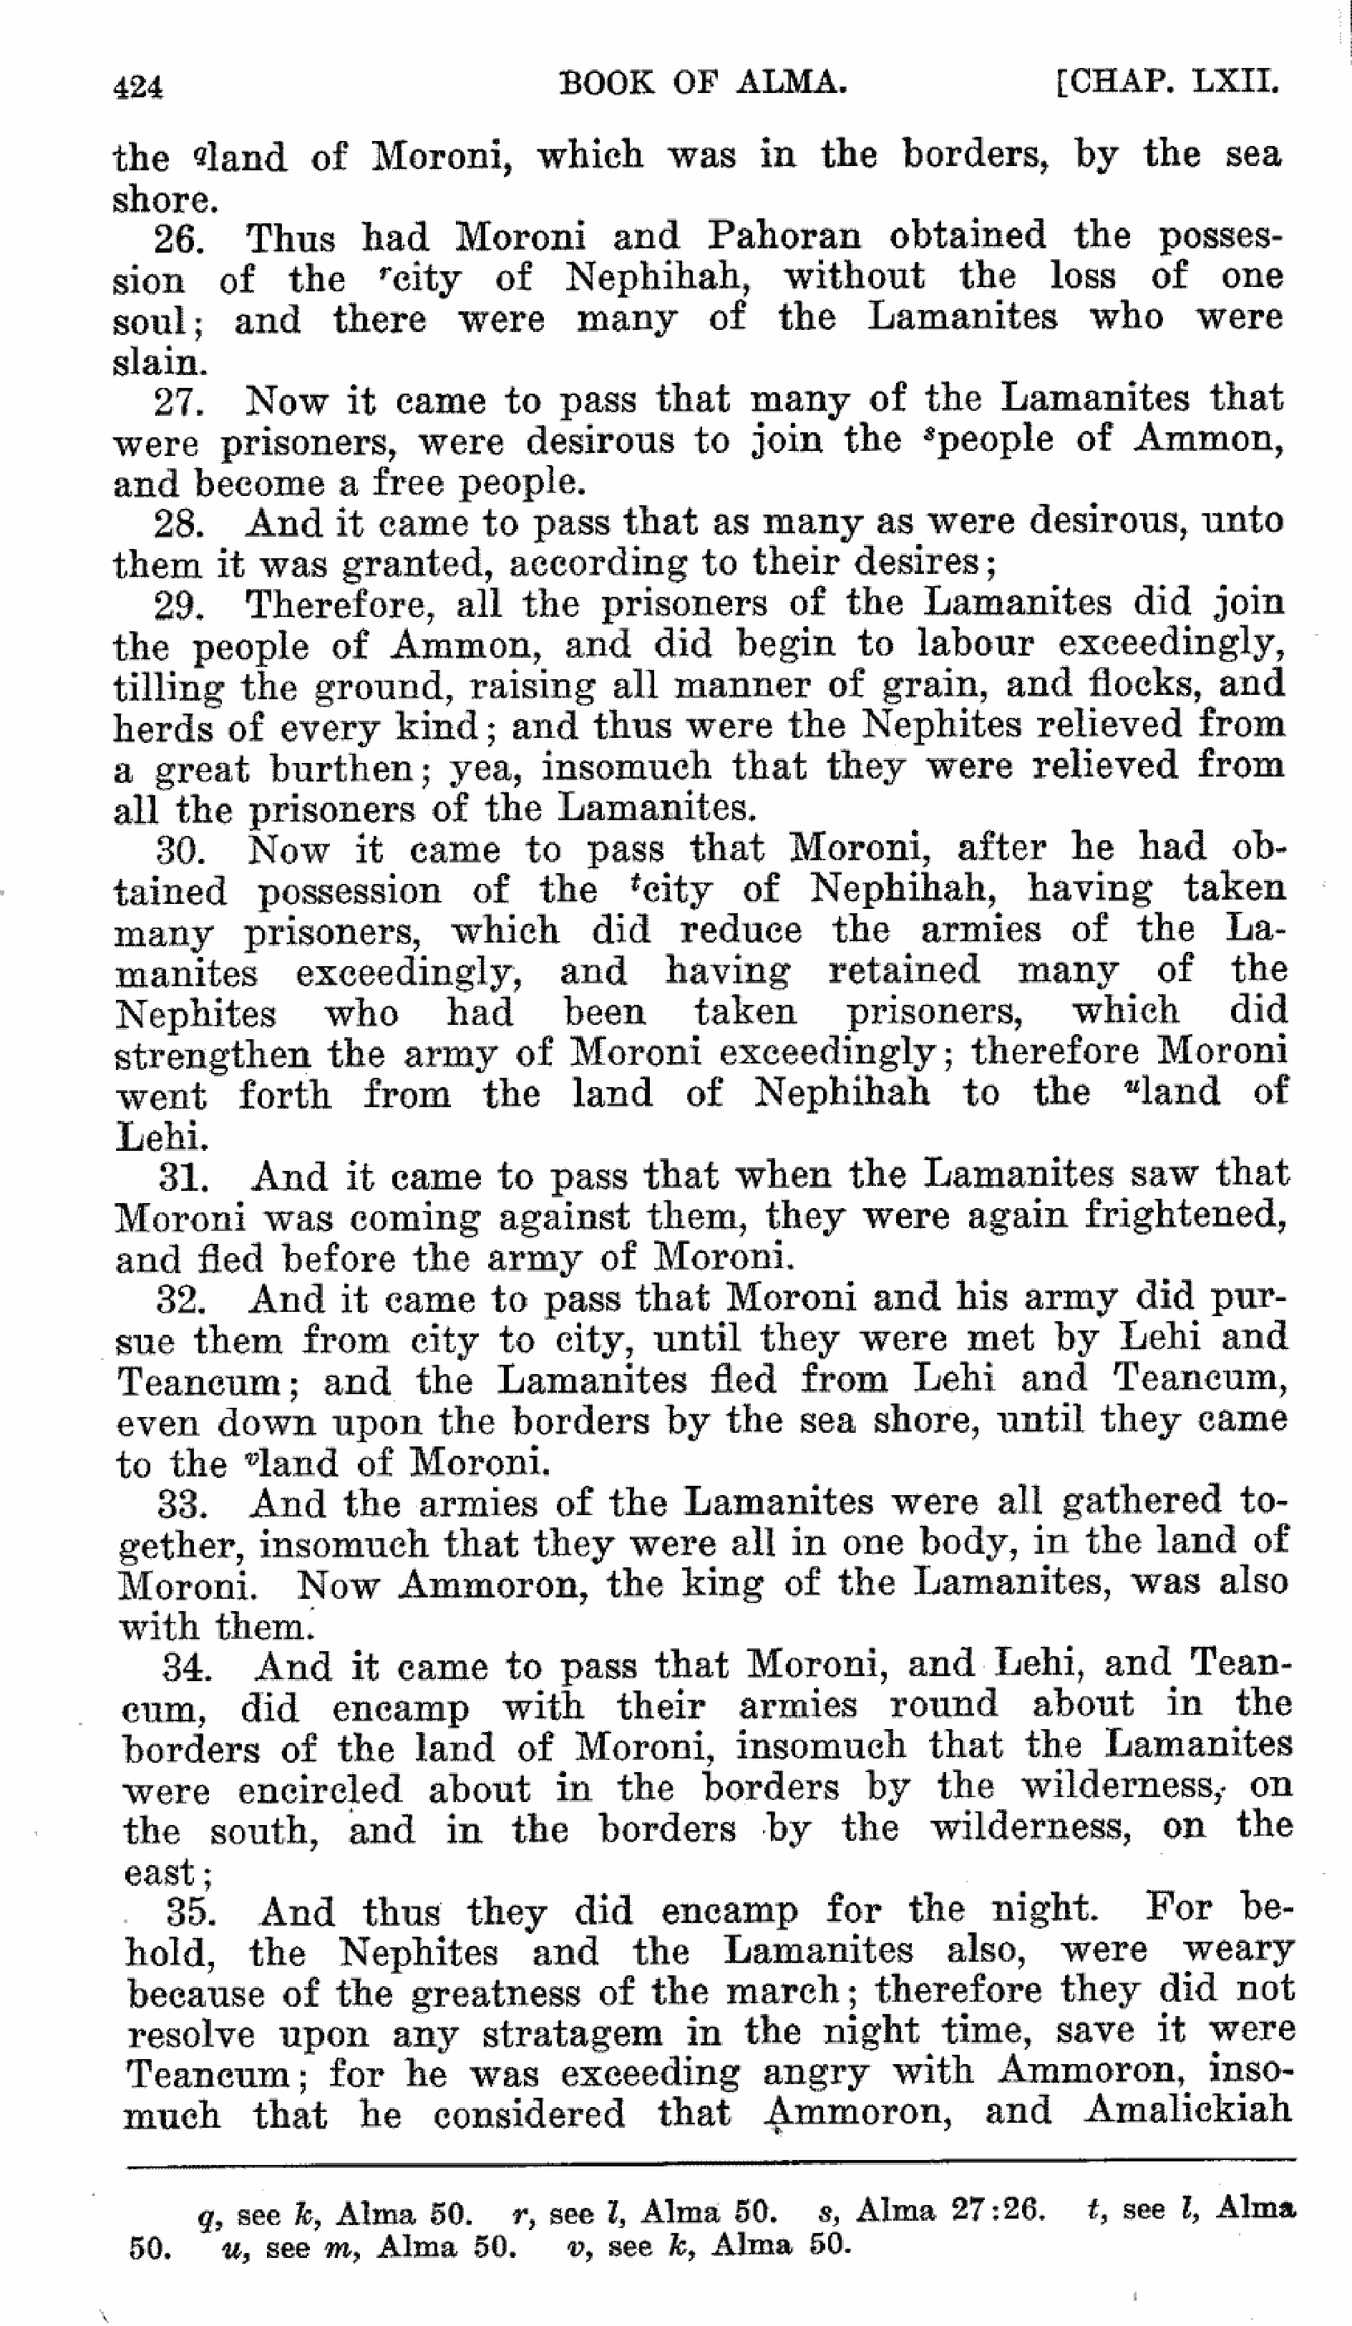 424 BOOK OF ALMA. [CHAP. LXII.
the qland of Moroni, which was in the borders, by the sea
shore.
26. Thus had Moroni and Pahoran obtained the posses-
sion of the rcity of Nephihah, without the loss of one
soul; and there were many of the Lamanites who were
slain.
27. Now it came to pass that many of the Lamanites that
were prisoners, were desirous to join the speople of Ammon,
and become a free people.
28. And it came to pass that as many as were desirous, unto
them it was granted, according to their desires;
29. Therefore, all the prisoners of the Lamanites did join
the people of Ammon, and did begin to labour exceedingly,
tilling the ground, raising all manner of grain, and flocks, and
herds of every kind; and thus were the Nephites relieved from
a great burthen; yea, insomuch that they were relieved from
all the prisoners of the Lamanites.
30. Now it came to pass that Moroni, after he had ob-
tained possession of the tcity of Nephihah, having taken
many prisoners, which did reduce the armies of the La-
manites exceedingly, and having retained many of the
Nephites who had been taken prisoners, which did
strengthen the army of Moroni exceedingly; therefore Moroni
went forth from the land of Nephihah to the uland of
Lehi.
31. And it came to pass that when the Lamanites saw that
Moroni was coming against them, they were again frightened,
and fled before the army of Moroni.
32. And it came to pass that Moroni and his army did pur-
sue them from city to city, until they were met by Lehi and
Teancum; and the Lamanites fled from Lehi and Teancum,
even down upon the borders by the sea shore, until they came
to the vland of Moroni.
33. And the armies of the Lamanites were all gathered to-
gether, insomuch that they were all in one body, in the land of
Moroni. Now Ammoron, the king of the Lamanites, was also
with them.
34. And it came to pass that Moroni, and Lehi, and Tean-
cum, did encamp with their armies round about in the
borders of the land of Moroni, insomuch that the Lamanites
were encircled about in the borders by the wilderness, on
the south, and in the borders by the wilderness, on the
east;
35. And thus they did encamp for the night. For be-
hold, the Nephites and the Lamanites also, were weary
because of the greatness of the march; therefore they did not
resolve upon any stratagem in the night time, save it were
Teancum; for he was exceeding angry with Ammoron, inso-
much that he considered that Ammoron, and Amalickiah
q, see k, Alma 50. r, see l, Alma 50. s, Alma 27:26. t, see l, Alma
50. u, see m, Alma 50. v, see k, Alma 50.